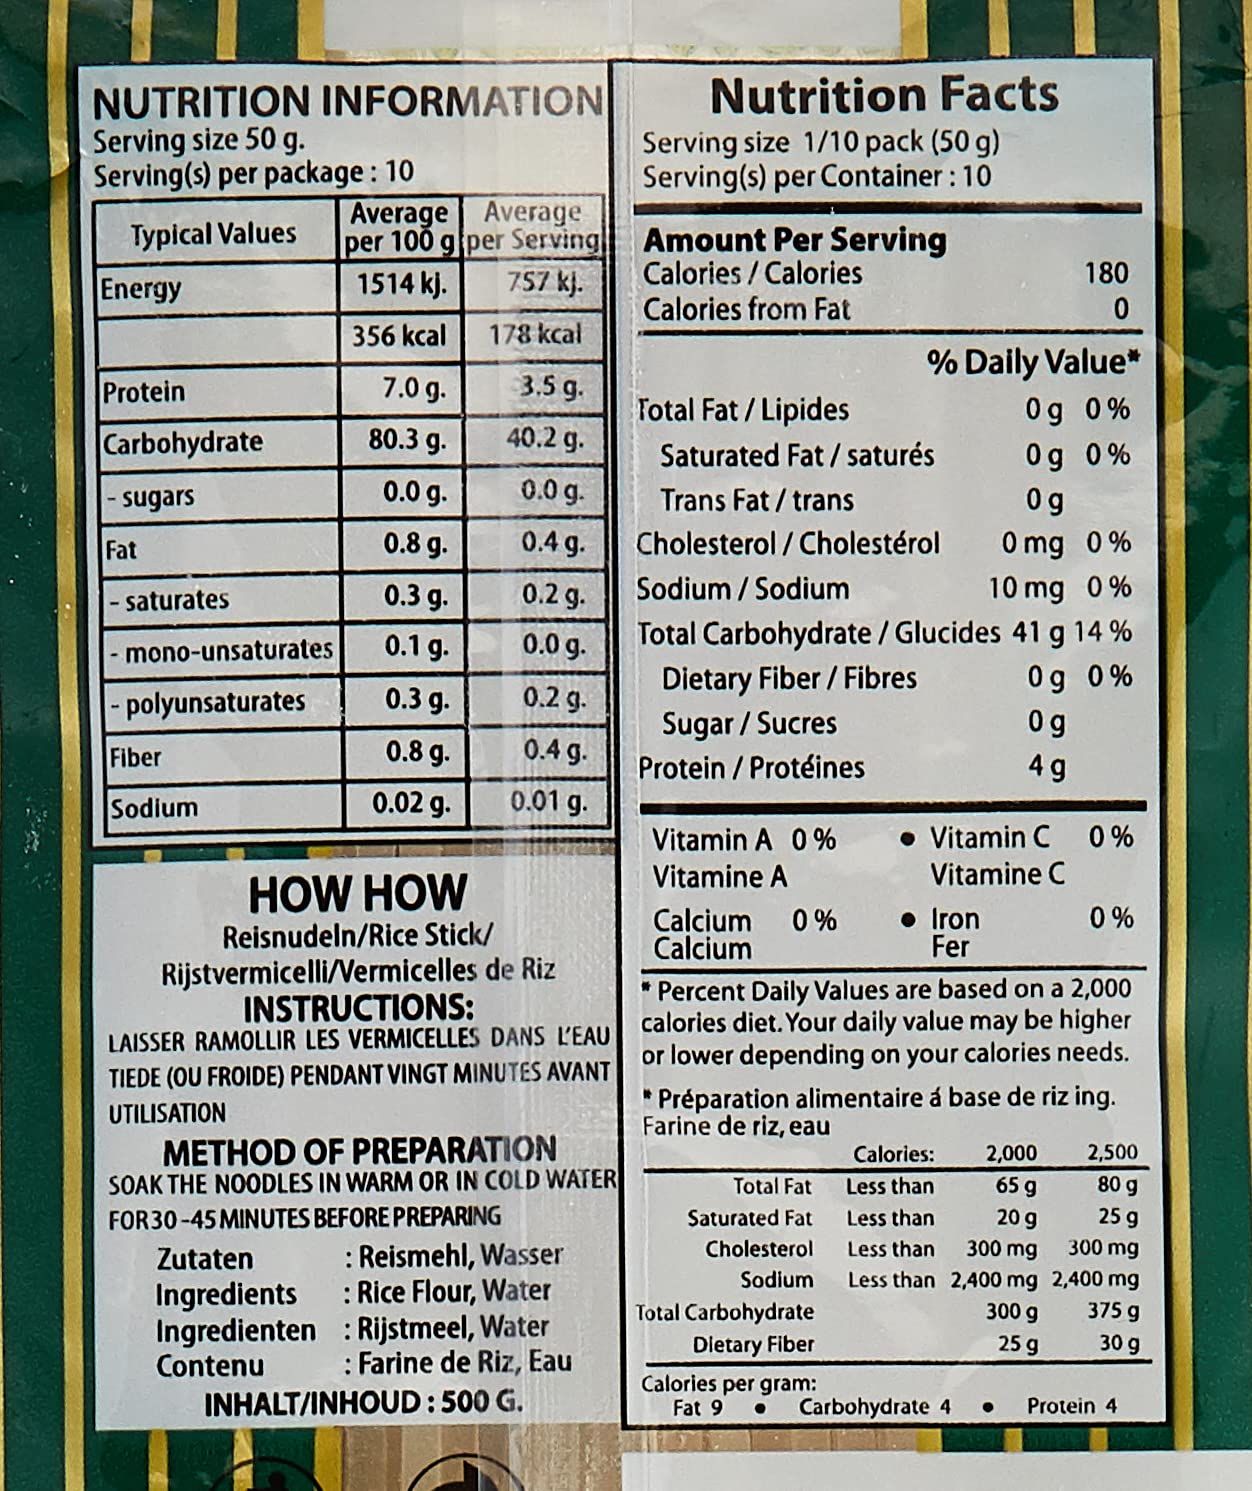 NUTRITION INFORMATION
Serving size 50 g.
Serving(s) per package : 10
Typical Values Average per 100 g Average per Serving
Energy 1514 kj. 757 kj.
356 kcal 178 kcal
Protein 7.0 g. 3.5 g.
Carbohydrate 80.3 g. 40.2 g.
- sugars 0.0 g. 0.0 g.
Fat 0.8 g. 0.4 g.
- saturates 0.3 g. 0.2 g.
- mono-unsaturates 0.1 g. 0.0 g.
- polyunsaturates 0.3 g. 0.2 g.
Fiber 0.8 g. 0.4 g.
Sodium 0.02 g. 0.01 g.
HOW HOW
Reisnudeln/Rice Stick/
Rijstvermicelli/Vermicelles de Riz
INSTRUCTIONS:
LAISSER RAMOLLIR LES VERMICELLES DANS L'EAU
TIEDE (OU FROIDE) PENDANT VINGT MINUTES AVANT
UTILISATION
METHOD OF PREPARATION
SOAK THE NOODLES IN WARM OR IN COLD WATER
FOR 30 -45 MINUTES BEFORE PREPARING
Zutaten : Reismehl, Wasser
Ingredients : Rice Flour, Water
Ingredienten : Rijstmeel, Water
Contenu : Farine de Riz, Eau
INHALT/INHOUD : 500 G.
Nutrition Facts
Serving size 1/10 pack (50 g)
Serving(s) per Container : 10
Amount Per Serving
Calories / Calories 180
Calories from Fat 0
% Daily Value*
Total Fat / Lipides 0 g 0 %
Saturated Fat / saturés 0 g 0 %
Trans Fat / trans 0 g
Cholesterol / Cholestérol 0 mg 0 %
Sodium / Sodium 10 mg 0 %
Total Carbohydrate / Glucides 41 g 14 %
Dietary Fiber / Fibres 0 g 0 %
Sugar / Sucres 0 g
Protein / Protéines 4 g
Vitamin A 0 % • Vitamin C 0 %
Vitamine A Vitamine C
Calcium 0 % • Iron 0 %
Calcium Fer
* Percent Daily Values are based on a 2,000
calories diet. Your daily value may be higher
or lower depending on your calories needs.
* Préparation alimentaire á base de riz ing.
Farine de riz, eau
Calories: 2,000 2,500
Total Fat Less than 65 g 80 g
Saturated Fat Less than 20 g 25 g
Cholesterol Less than 300 mg 300 mg
Sodium Less than 2,400 mg 2,400 mg
Total Carbohydrate 300 g 375 g
Dietary Fiber 25 g 30 g
Calories per gram:
Fat 9 • Carbohydrate 4 • Protein 4